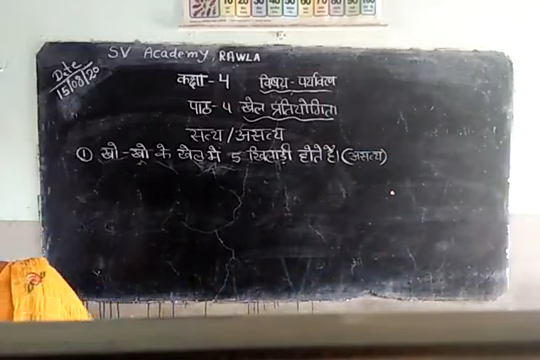 SV Academy, RAWLA
Date
15/08/20
कक्षा - 4 विषय - पर्यावरण
पाठ - 4 खेल प्रतियोगिता
सत्य / असत्य
① खो - खो के खेल में 5 खिलाड़ी होते हैं। (असत्य)